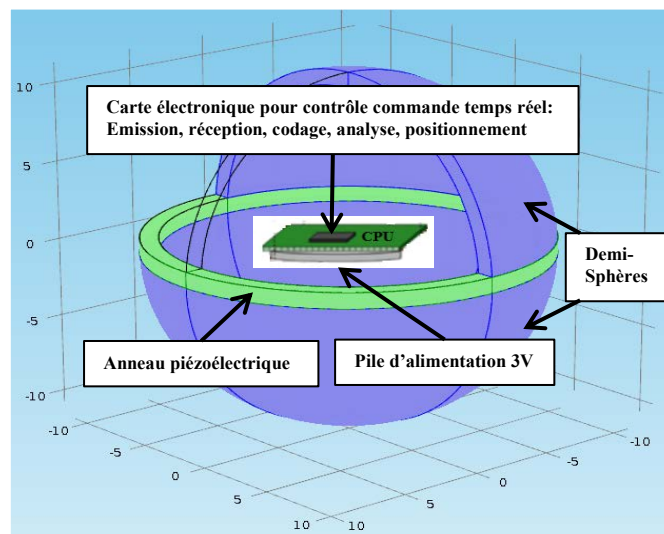 10
Carte électronique pour contrôle commande temps réel:
Emission, réception, codage, analyse, positionnement
5
0
CPU
Demi-
Sphères
-5
Anneau piézoélectrique
Pile d'alimentation 3V
-10
-10
-10
-5
-5
0
0
5
5
10
10